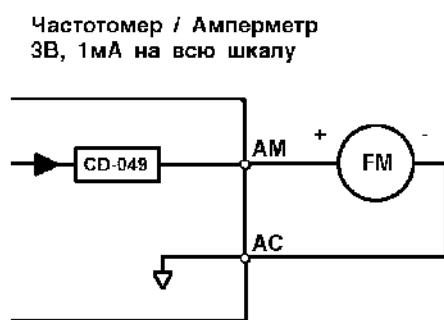 Частотомер / Амперметр
3В, 1мА на всю шкалу
CD-049
AM
+
-
FM
AC